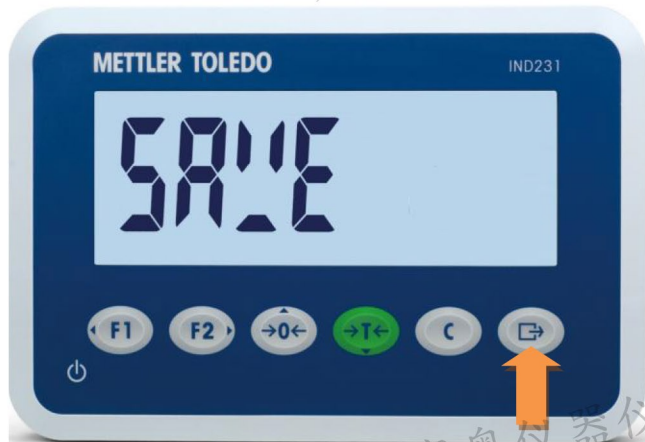 METTLER TOLEDO
IND231
SAVE
F1
F2
→0←
→T←
C